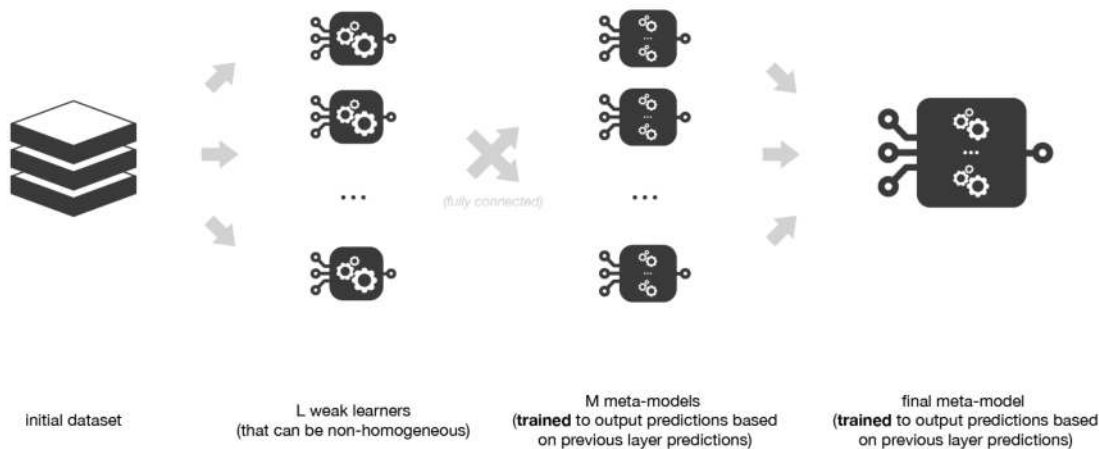 (fully connected)
initial dataset
L weak learners
(that can be non-homogeneous)
M meta-models
(trained to output predictions based
on previous layer predictions)
final meta-model
(trained to output predictions based
on previous layer predictions)